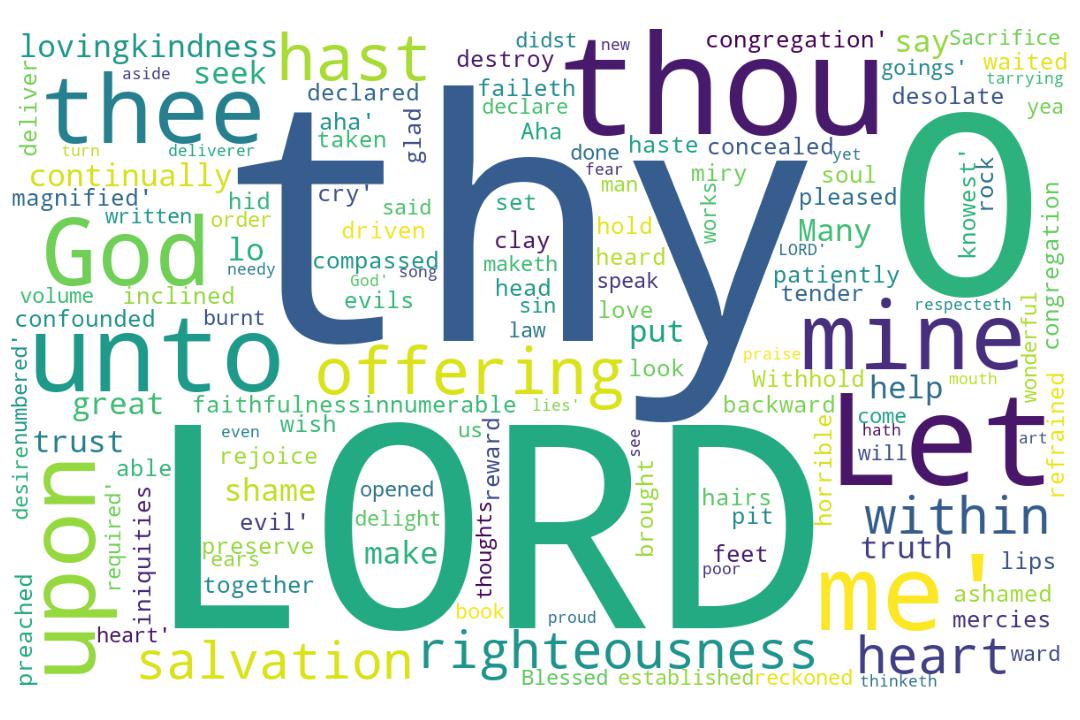 lovingkindness
hast
didst
new
congregation'
say
Sacrifice
deliver
thee
aside
seek
destroy
thou
goings'
waited
tarrying
declared
faileth
declare
desolate
yea
aha'
taken
glad
thy
Aha
O
turn
deliverer
done
haste
concealed
yet
continually
fear
man
miry
soul
knowest'
rock
magnified'
hid
cry'
said
set
works
pleased
written
order
God
lo
driven
clay
hold
Many
LORD'
needy
compassed
song
maketh
heard
patiently
congregation
God'
evils
head
speak
tender
volume
inclined
sin
love
respecteth
confounded
burnt
law
put
mine
wonderful
unto
offering
look
praise
Withhold
help
mouth
desire
numbered'
great
faithfulness
innumerable
lies'
backward
come
wish
us
reward
see
Let
hath
trust
even
will
art
refrained
upon
able
rejoice
LORD
brought
horrible
shame
opened
thoughts
hairs
within
required'
iniquities
evil'
delight
pit
preserve
ears
make
feet
truth
lips
preached
together
poor
me'
ashamed
book
proud
mercies
heart'
salvation
righteousness
heart
ward
Blessed
established
reckoned
thinketh